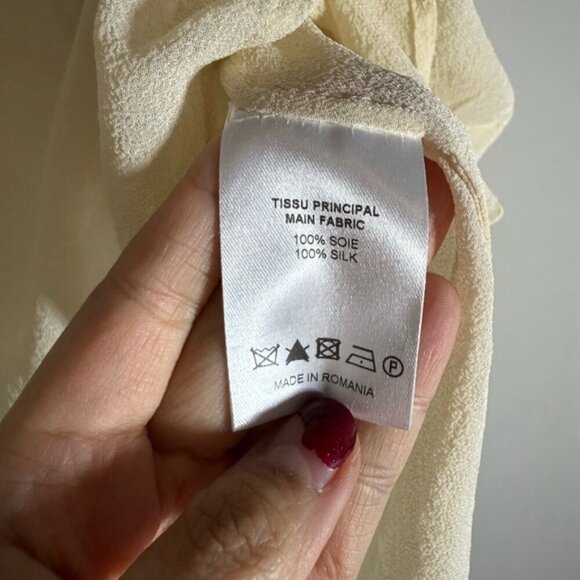 TISSU PRINCIPAL
MAIN FABRIC
100% SOIE
100% SILK
P
MADE IN ROMANIA